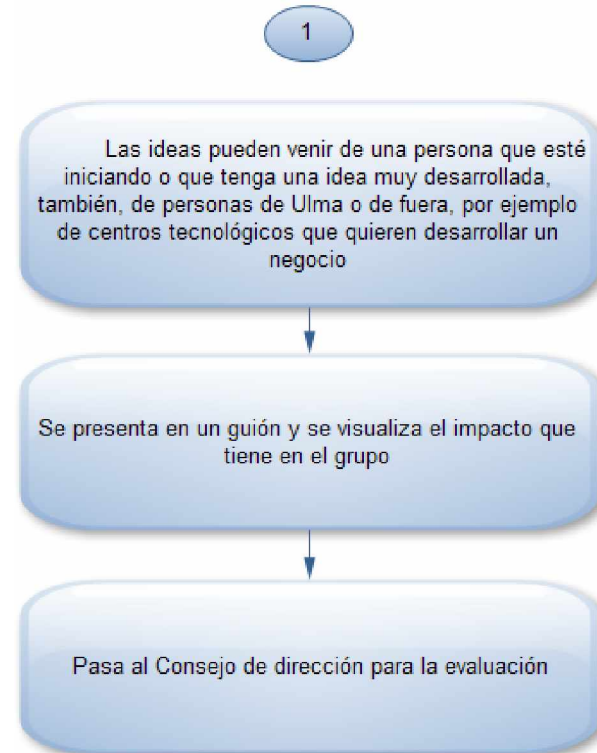 1
Las ideas pueden venir de una persona que esté
iniciando o que tenga una idea muy desarrollada,
también, de personas de Ulma o de fuera, por ejemplo
de centros tecnológicos que quieren desarrollar un
negocio
Se presenta en un guión y se visualiza el impacto que
tiene en el grupo
Pasa al Consejo de dirección para la evaluación